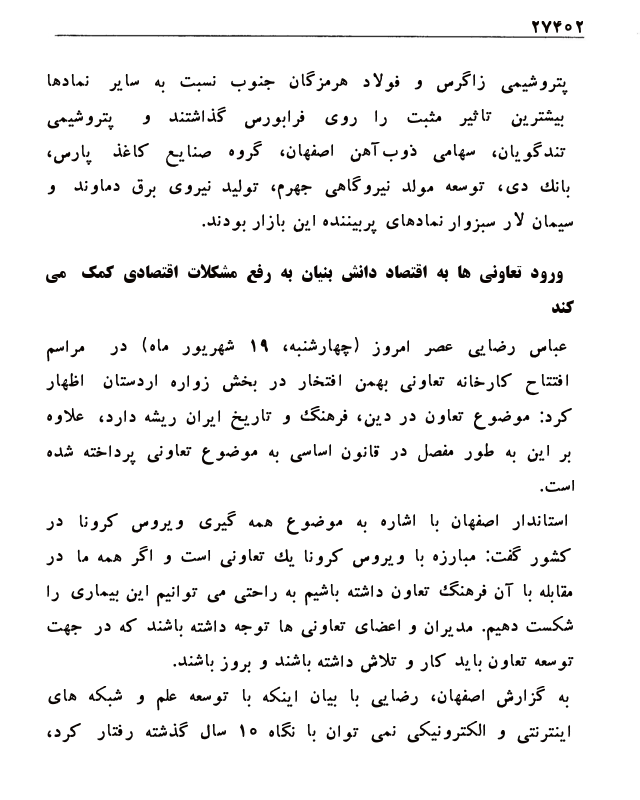 ۲۷۴۰۲
پتروشیمی زاگرس و فولاد هرمزگان جنوب نسبت به سایر نمادها
بیشترین تاثیر مثبت را روی فرابورس گذاشتند و پتروشیمی
تندگویان، سهامی ذوب‌آهن اصفهان، گروه صنایع کاغذ پارس،
بانک دی، توسعه مولد نیروگاهی جهرم، تولید نیروی برق دماوند و
سیمان لار سبزوار نمادهای پربیننده این بازار بودند.
ورود تعاونی ها به اقتصاد دانش بنیان به رفع مشکلات اقتصادی کمک می
کند
عباس رضایی عصر امروز (چهارشنبه، ۱۹ شهریور ماه) در مراسم
افتتاح کارخانه تعاونی بهمن افتخار در بخش زواره اردستان اظهار
کرد: موضوع تعاون در دین، فرهنگ و تاریخ ایران ریشه دارد، علاوه
بر این به طور مفصل در قانون اساسی به موضوع تعاونی پرداخته شده
است.
استاندار اصفهان با اشاره به موضوع همه گیری ویروس کرونا در
کشور گفت: مبارزه با ویروس کرونا یك تعاونی است و اگر همه ما در
مقابله با آن فرهنگ تعاون داشته باشیم به راحتی می توانیم این بیماری را
شکست دهیم. مدیران و اعضای تعاونی ها توجه داشته باشند که در جهت
توسعه تعاون باید کار و تلاش داشته باشند و بروز باشند.
به گزارش اصفهان، رضایی با بیان اینکه با توسعه علم و شبکه های
اینترنتی و الکترونیکی نمی توان با نگاه ۱۰ سال گذشته رفتار کرد،